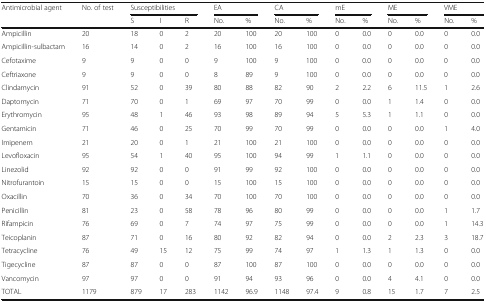 Antimicrobial agent No. of test Susceptibilities EA CA mE ME VME
S I R No. % No. % No. % No. % No. %
Ampicillin 20 18 0 2 20 100 20 100 0 0.0 0 0.0 0 0.0
Ampicillin-sulbactam 16 14 0 2 16 100 16 100 0 0.0 0 0.0 0 0.0
Cefotaxime 9 9 0 0 9 100 9 100 0 0.0 0 0.0 0 0.0
Ceftriaxone 9 9 0 0 8 89 9 100 0 0.0 0 0.0 0 0.0
Clindamycin 91 52 0 39 80 88 82 90 2 2.2 6 11.5 1 2.6
Daptomycin 71 70 0 1 69 97 70 99 0 0.0 1 1.4 0 0.0
Erythromycin 95 48 1 46 93 98 89 94 5 5.3 1 1.1 0 0.0
Gentamicin 71 46 0 25 70 99 70 99 0 0.0 0 0.0 1 4.0
Imipenem 21 20 0 1 21 100 21 100 0 0.0 0 0.0 0 0.0
Levofloxacin 95 54 1 40 95 100 94 99 1 1.1 0 0.0 0 0.0
Linezolid 92 92 0 0 91 99 92 100 0 0.0 0 0.0 0 0.0
Nitrofurantoin 15 15 0 0 15 100 15 100 0 0.0 0 0.0 0 0.0
Oxacillin 70 36 0 34 70 100 70 100 0 0.0 0 0.0 0 0.0
Penicillin 81 23 0 58 78 96 80 99 0 0.0 0 0.0 1 1.7
Rifampicin 76 69 0 7 74 97 75 99 0 0.0 0 0.0 1 14.3
Teicoplanin 87 71 0 16 80 92 82 94 0 0.0 2 2.3 3 18.7
Tetracycline 76 49 15 12 75 99 74 97 1 1.3 1 1.3 0 0.0
Tigecycline 87 87 0 0 87 100 87 100 0 0.0 0 0.0 0 0.0
Vancomycin 97 97 0 0 91 94 93 96 0 0.0 4 4.1 0 0.0
TOTAL 1179 879 17 283 1142 96.9 1148 97.4 9 0.8 15 1.7 7 2.5